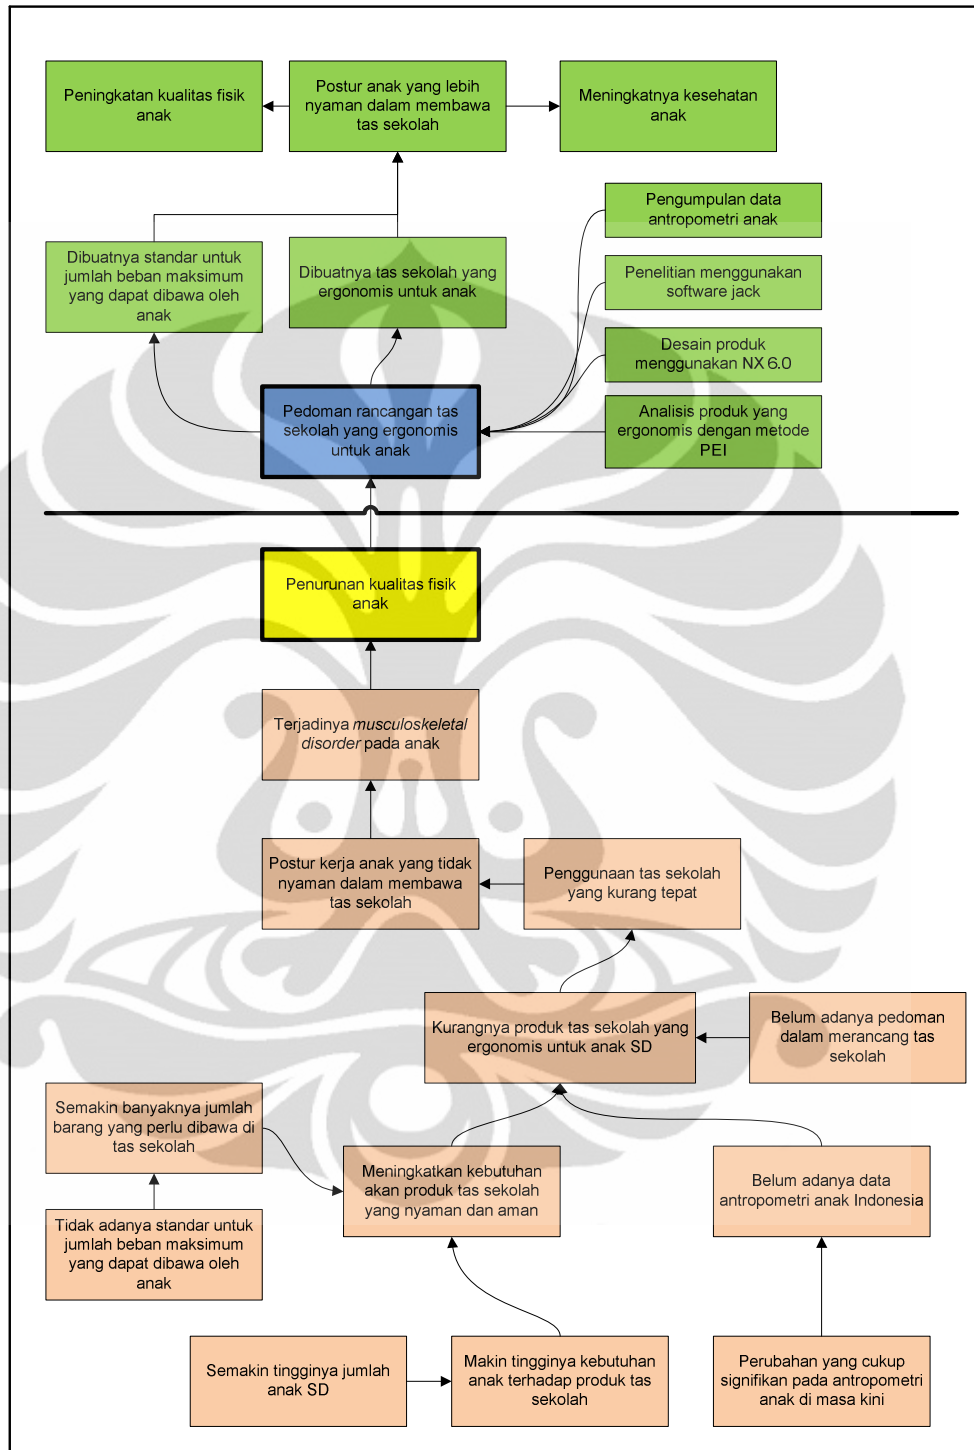 Peningkatan kualitas fisik
anak
Postur anak yang lebih
nyaman dalam membawa
tas sekolah
Meningkatnya kesehatan
anak
Pengumpulan data
antropometri anak
Dibuatnya standar untuk
jumlah beban maksimum
yang dapat dibawa oleh
anak
Dibuatnya tas sekolah yang
ergonomis untuk anak
Penelitian menggunakan
software jack
Desain produk
menggunakan NX 6.0
Pedoman rancangan tas
sekolah yang ergonomis
untuk anak
Analisis produk yang
ergonomis dengan metode
PEI
Penurunan kualitas fisik
anak
Terjadinya musculoskeletal
disorder pada anak
Postur kerja anak yang tidak
nyaman dalam membawa
tas sekolah
Penggunaan tas sekolah
yang kurang tepat
Kurangnya produk tas sekolah yang
ergonomis untuk anak SD
Belum adanya pedoman
dalam merancang tas
sekolah
Semakin banyaknya jumlah
barang yang perlu dibawa di
tas sekolah
Meningkatkan kebutuhan
akan produk tas sekolah
yang nyaman dan aman
Belum adanya data
antropometri anak Indonesia
Tidak adanya standar untuk
jumlah beban maksimum
yang dapat dibawa oleh
anak
Semakin tingginya jumlah
anak SD
Makin tingginya kebutuhan
anak terhadap produk tas
sekolah
Perubahan yang cukup
signifikan pada antropometri
anak di masa kini